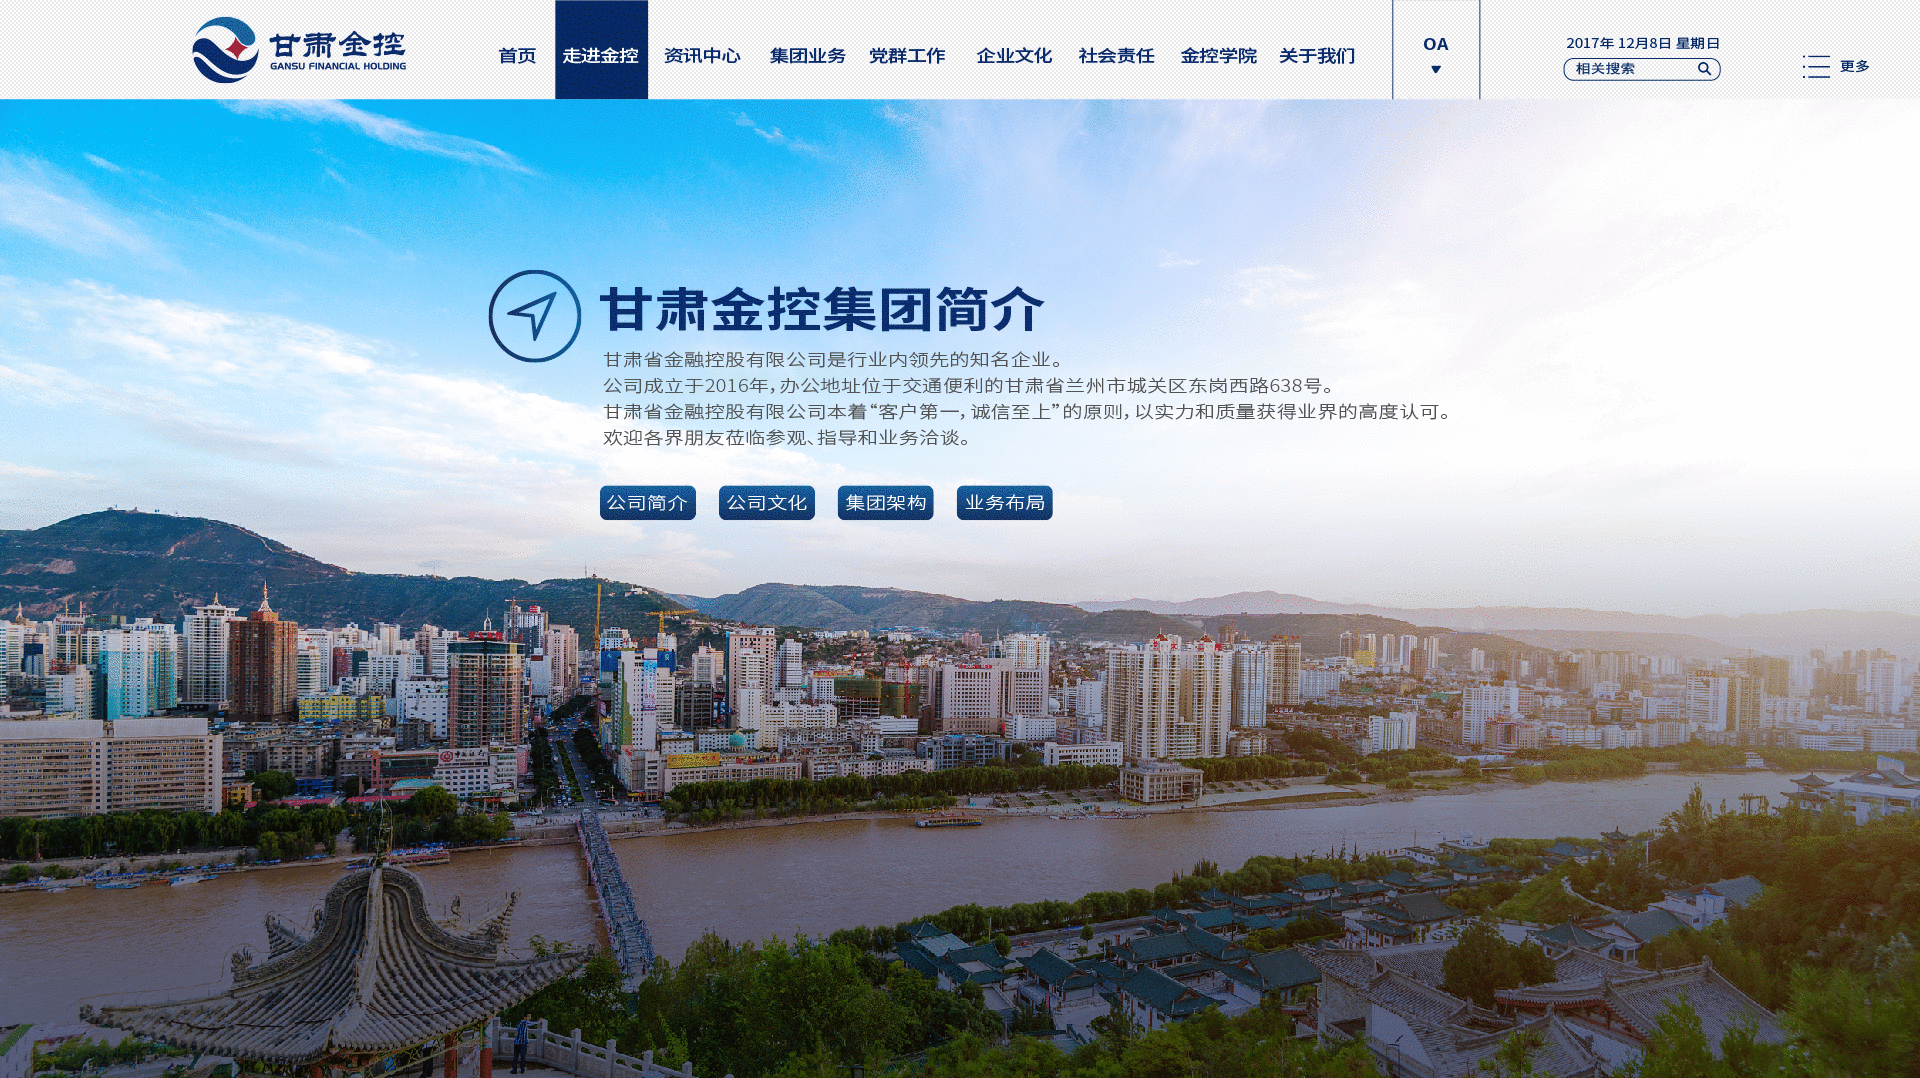 甘肃金控
GANSU FINANCIAL HOLDING
首页 走进金控 资讯中心 集团业务 党群工作 企业文化 社会责任 金控学院 关于我们
OA
2017年 12月8日 星期日
相关搜索
更多
甘肃金控集团简介
甘肃省金融控股有限公司是行业内领先的知名企业。
公司成立于2016年，办公地址位于交通便利的甘肃省兰州市城关区东岗西路638号。
甘肃省金融控股有限公司本着“客户第一，诚信至上”的原则，以实力和质量获得业界的高度认可。
欢迎各界朋友莅临参观、指导和业务洽谈。
公司简介 公司文化 集团架构 业务布局